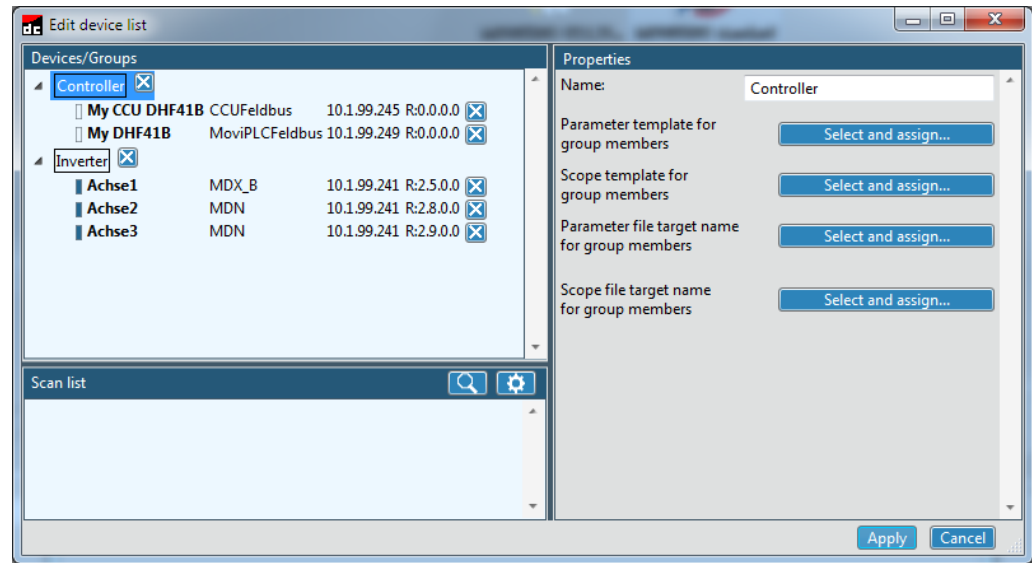 dc Edit device list
Devices/Groups
Controller
My CCU DHF41B CCUFeldbus 10.1.99.245 R:0.0.0.0
My DHF41B MoviPLCFeldbus 10.1.99.249 R:0.0.0.0
Inverter
Achse1 MDX_B 10.1.99.241 R:2.5.0.0
Achse2 MDN 10.1.99.241 R:2.8.0.0
Achse3 MDN 10.1.99.241 R:2.9.0.0
Scan list
Properties
Name: Controller
Parameter template for
group members
Select and assign...
Scope template for
group members
Select and assign...
Parameter file target name
for group members
Select and assign...
Scope file target name
for group members
Select and assign...
Apply Cancel